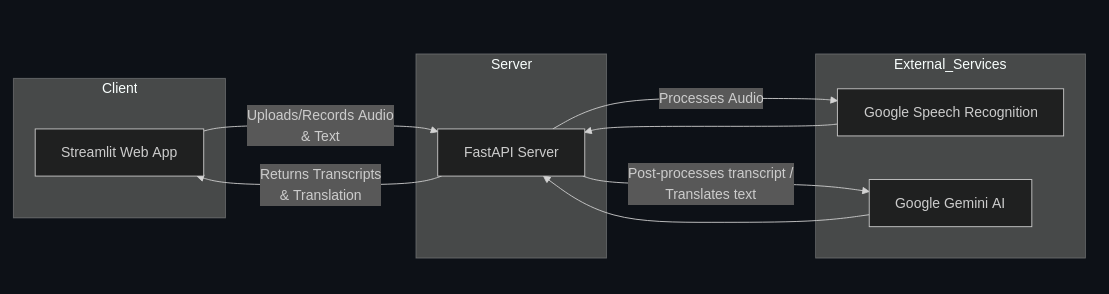 Client
Streamlit Web App
Uploads/Records Audio
& Text
Returns Transcripts
& Translation
Server
FastAPI Server
Processes Audio
Post-processes transcript /
Translates text
External_Services
Google Speech Recognition
Google Gemini AI